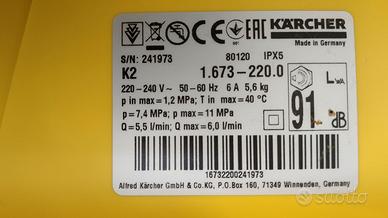 EAC KÄRCHER
Made in Germany
S/N: 241973 80120 IPX5
K2 1.673-220.0
220-240 V~ 50-60 Hz 6 A 5,6 kg
p in max=1,2 MPa; T in max=40 °C
p=7,4 MPa; p max=11 MPa
Q=5,5 l/min; Q max=6,0 l/min
LWA
91 dB
16732200241973
Alfred Kärcher GmbH & Co.KG, P.O.Box 160, 71349 Winnenden, Germany
subito